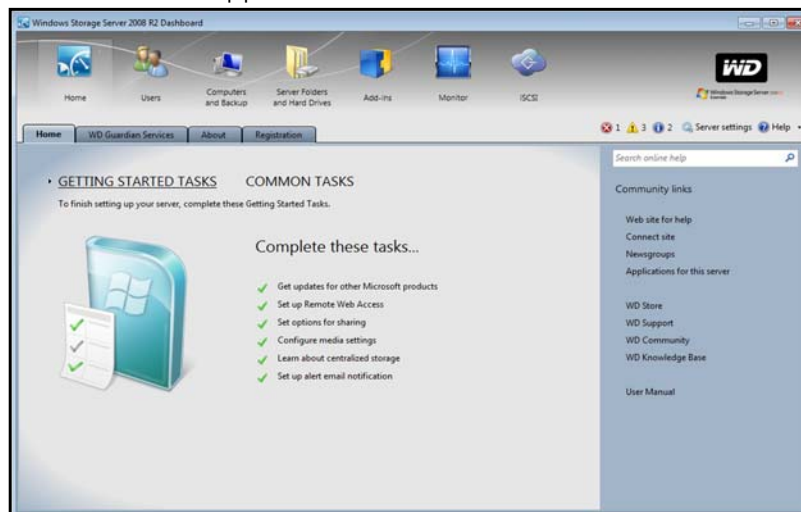 Windows Storage Server 2008 R2 Dashboard
Home
Users
Computers and Backup
Server Folders and Hard Drives
Add-ins
Monitor
iSCSI
WD
Windows Storage Server
Home
WD Guardian Services
About
Registration
1 3 2 Server settings Help
GETTING STARTED TASKS COMMON TASKS
To finish setting up your server, complete these Getting Started Tasks.
Complete these tasks...
Get updates for other Microsoft products
Set up Remote Web Access
Set options for sharing
Configure media settings
Learn about centralized storage
Set up alert email notification
Search online help
Community links
Web site for help
Connect site
Newsgroups
Applications for this server
WD Store
WD Support
WD Community
WD Knowledge Base
User Manual